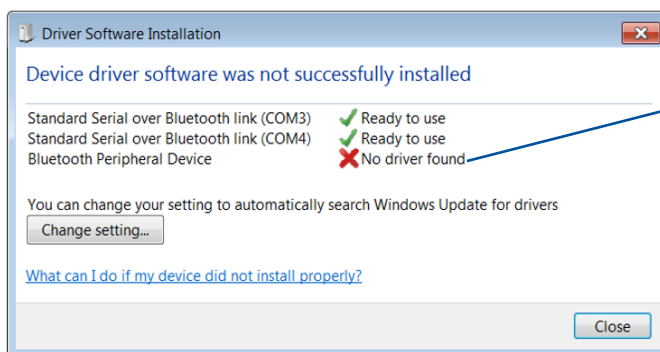 Driver Software Installation
Device driver software was not successfully installed
Standard Serial over Bluetooth link (COM3) Ready to use
Standard Serial over Bluetooth link (COM4) Ready to use
Bluetooth Peripheral Device No driver found
You can change your setting to automatically search Windows Update for drivers
Change setting...
What can I do if my device did not install properly?
Close